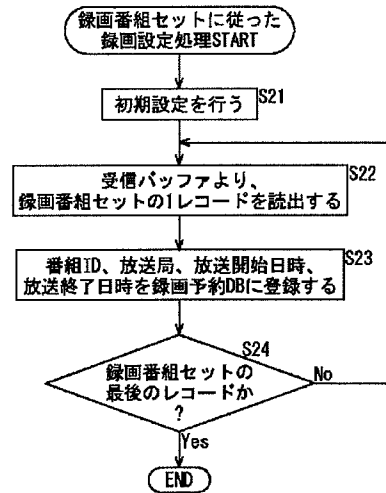 録画番組セットに従った
録画設定処理START
初期設定を行う
S21
受信バッファより、
録画番組セットの1レコードを読出する
S22
番組ID、放送局、放送開始日時、
放送終了日時を録画予約DBに登録する
S23
S24
録画番組セットの
最後のレコードか
?
No
Yes
END